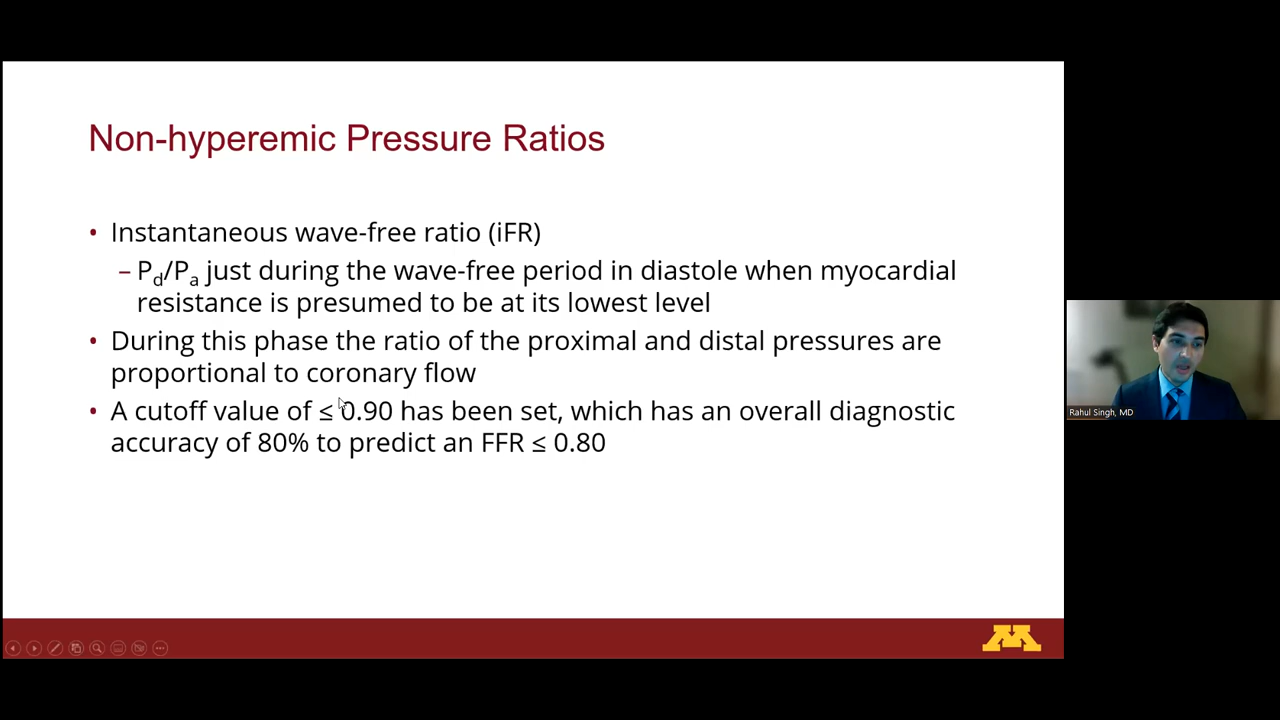 Non-hyperemic Pressure Ratios
• Instantaneous wave-free ratio (iFR)
– Pd/Pa just during the wave-free period in diastole when myocardial
resistance is presumed to be at its lowest level
• During this phase the ratio of the proximal and distal pressures are
proportional to coronary flow
• A cutoff value of ≤ 0.90 has been set, which has an overall diagnostic
accuracy of 80% to predict an FFR ≤ 0.80
M
Rahul Singh, MD